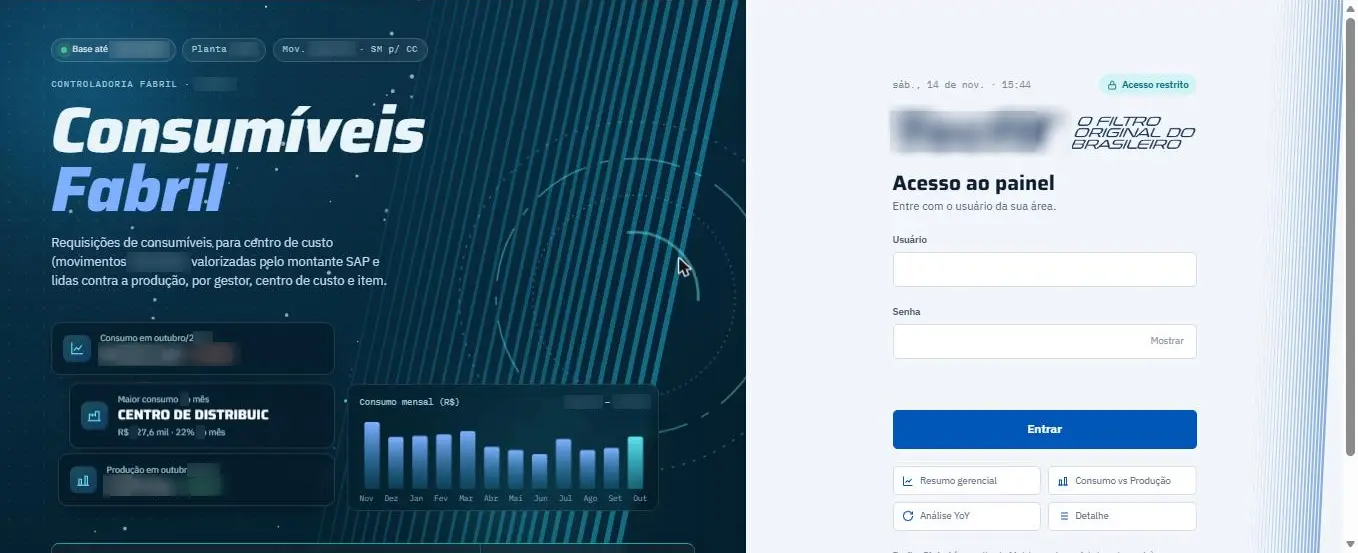 Base até
Planta
Mov. - SM p/ CC
CONTROLADORIA FABRIL -
Consumíveis
Fabril
Requisições de consumíveis para centro de custo
(movimentos valorizadas pelo montante SAP e
lidas contra a produção, por gestor, centro de custo e item.
Consumo em outubro/2
Maior consumo mês
CENTRO DE DISTRIBUIC
R$ 27,6 mil · 22% mês
Produção em outubr
Consumo mensal (R$)
–
Nov Dez Jan Fev Mar Abr Mai Jun Jul Ago Set Out
sáb., 14 de nov. · 15:44
Acesso restrito
O FILTRO
ORIGINAL DO
BRASILEIRO
Acesso ao painel
Entre com o usuário da sua área.
Usuário
Senha
Mostrar
Entrar
Resumo gerencial
Consumo vs Produção
Análise YoY
Detalhe